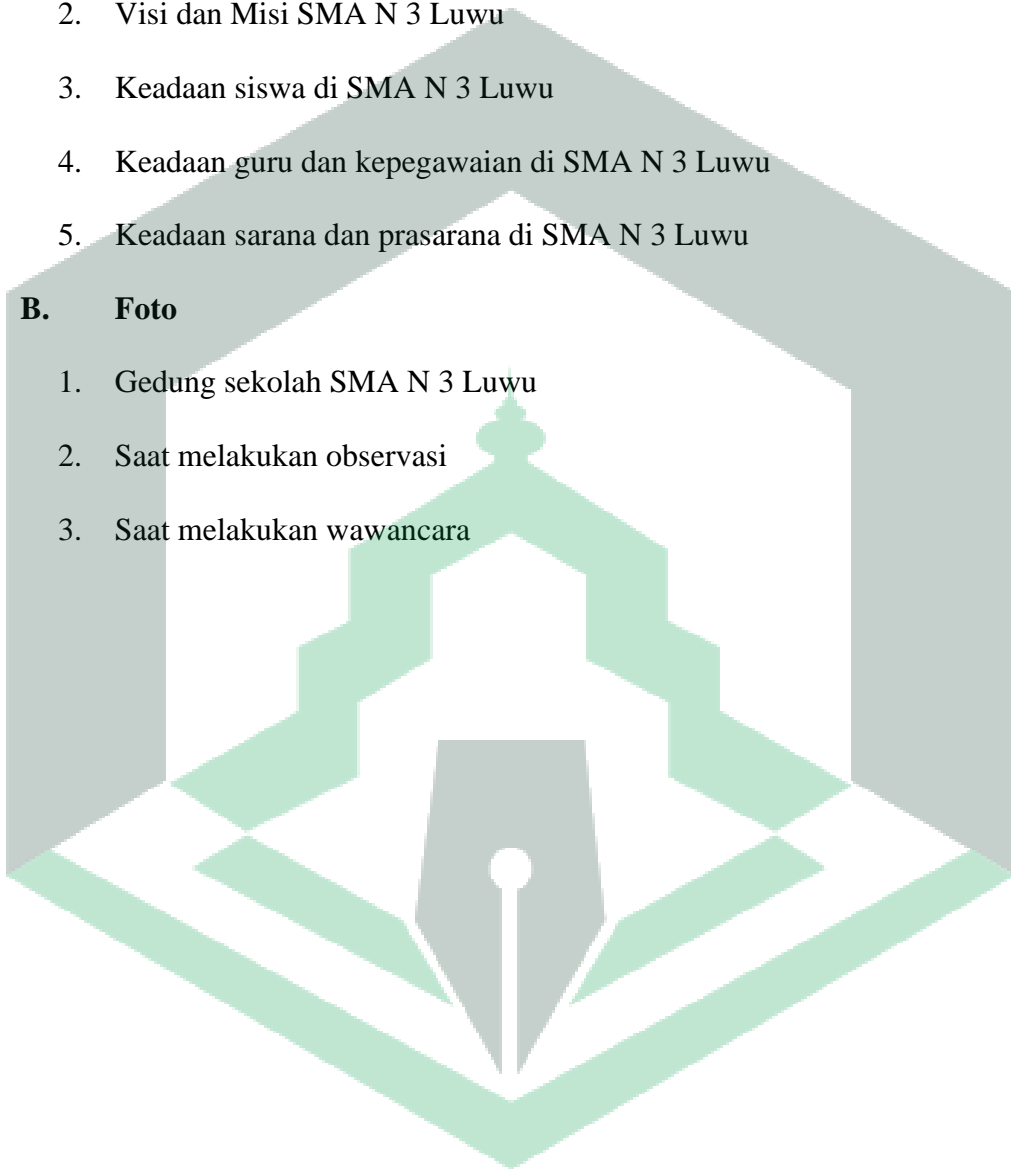 2. Visi dan Misi SMA N 3 Luwu
3. Keadaan siswa di SMA N 3 Luwu
4. Keadaan guru dan kepegawaian di SMA N 3 Luwu
5. Keadaan sarana dan prasarana di SMA N 3 Luwu
B. Foto
1. Gedung sekolah SMA N 3 Luwu
2. Saat melakukan observasi
3. Saat melakukan wawancara